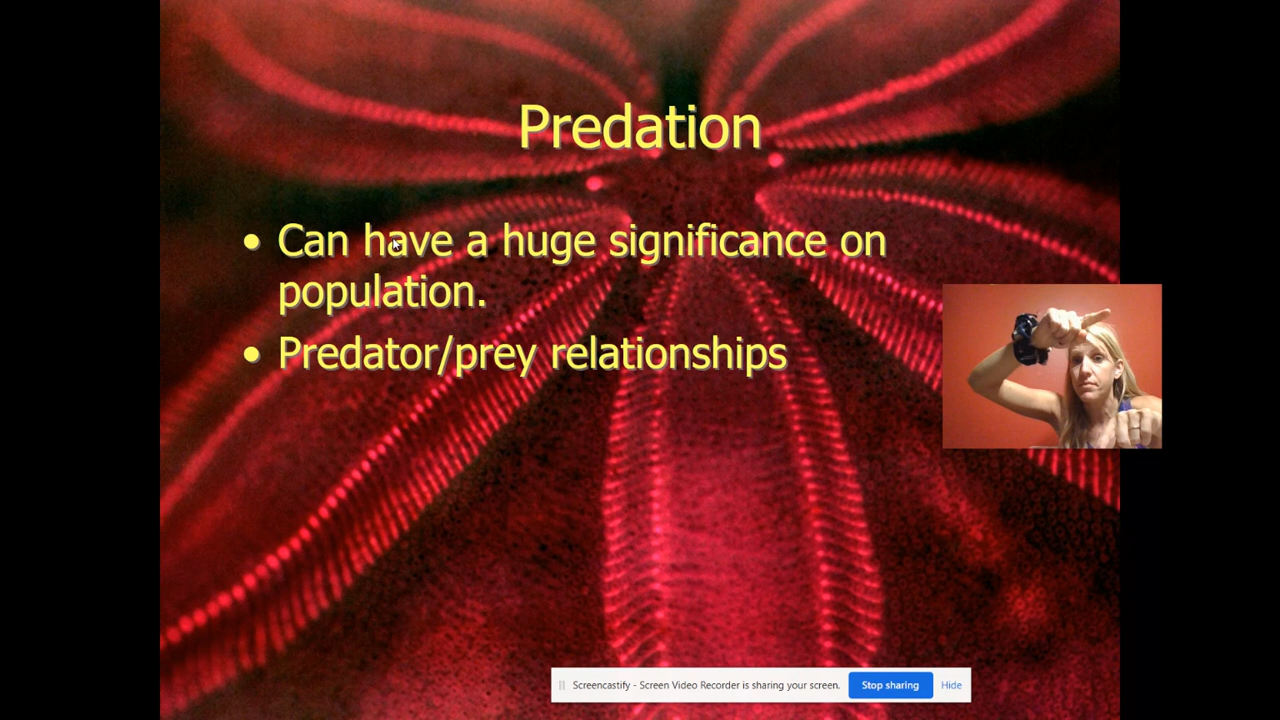 Predation
• Can have a huge significance on
population.
• Predator/prey relationships
Screencastify - Screen Video Recorder is sharing your screen. Stop sharing Hide